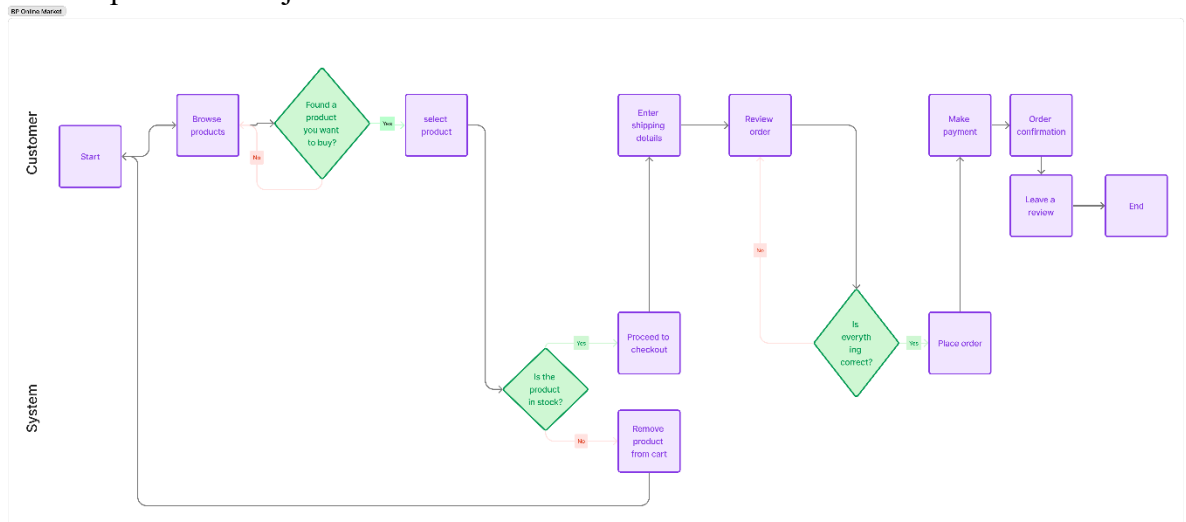 BP Online Market
Customer
System
Start
Browse
products
Found a
product
you want
to buy?
Yes
No
select
product
Is the
product
in stock?
Yes
No
Proceed to
checkout
Remove
product
from cart
Enter
shipping
details
Review
order
No
Is
everyth
ing
correct?
Yes
Place order
Make
payment
Order
confirmation
Leave a
review
End